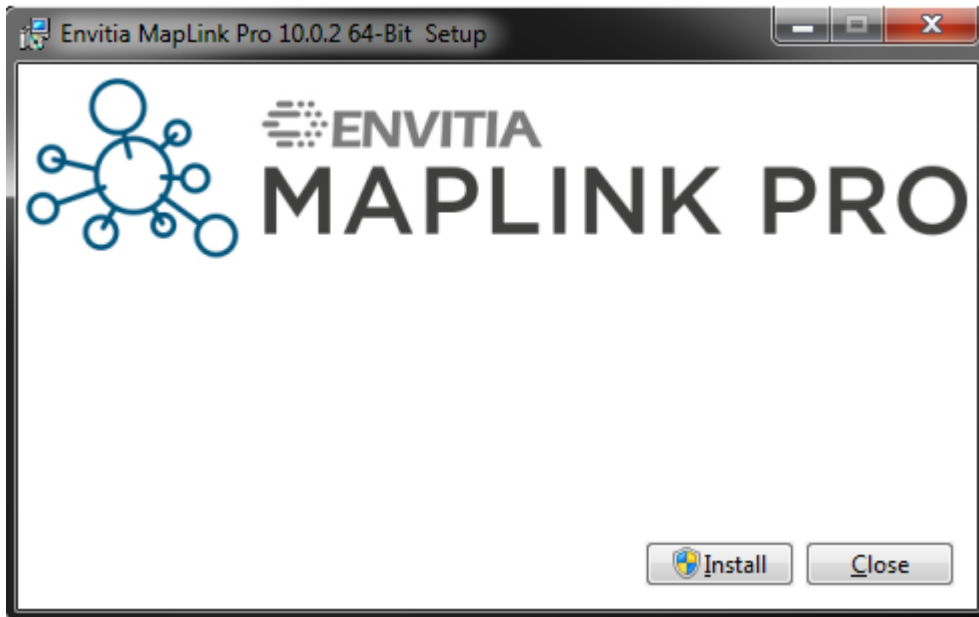 Envitia MapLink Pro 10.0.2 64-Bit Setup
ENVITIA
MAPLINK PRO
Install
Close